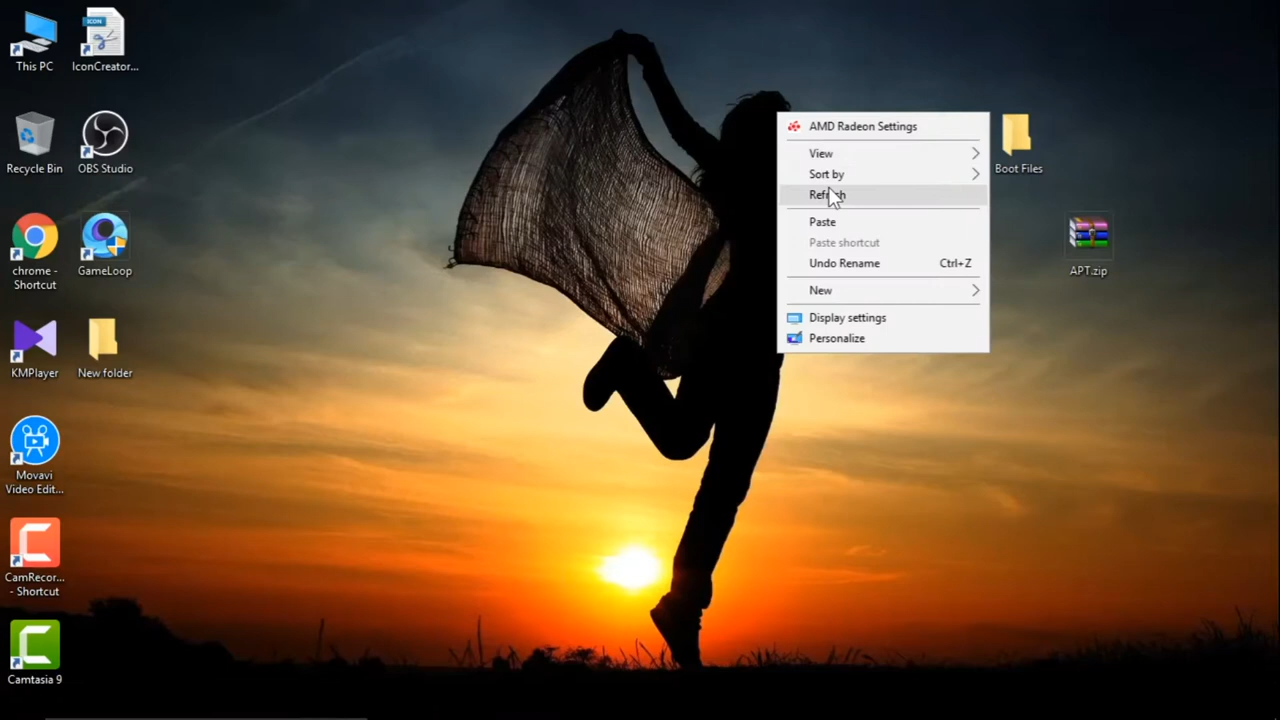 This PC
ICON
IconCreator...
Recycle Bin
OBS Studio
chrome -
Shortcut
GameLoop
KMPlayer
New folder
Movavi
Video Edit...
CamRecor...
- Shortcut
Camtasia 9
AMD Radeon Settings
View
Sort by
Refresh
Paste
Paste shortcut
Undo Rename Ctrl+Z
New
Display settings
Personalize
Boot Files
APT.zip